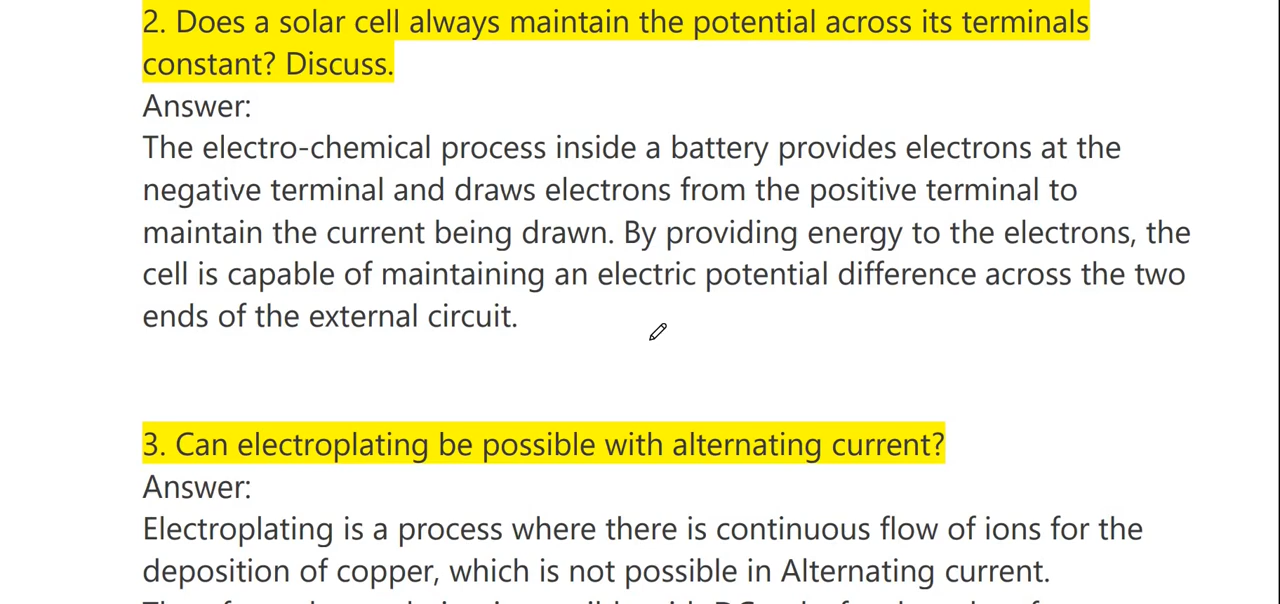 2. Does a solar cell always maintain the potential across its terminals
constant? Discuss.
Answer:
The electro-chemical process inside a battery provides electrons at the
negative terminal and draws electrons from the positive terminal to
maintain the current being drawn. By providing energy to the electrons, the
cell is capable of maintaining an electric potential difference across the two
ends of the external circuit.
3. Can electroplating be possible with alternating current?
Answer:
Electroplating is a process where there is continuous flow of ions for the
deposition of copper, which is not possible in Alternating current.